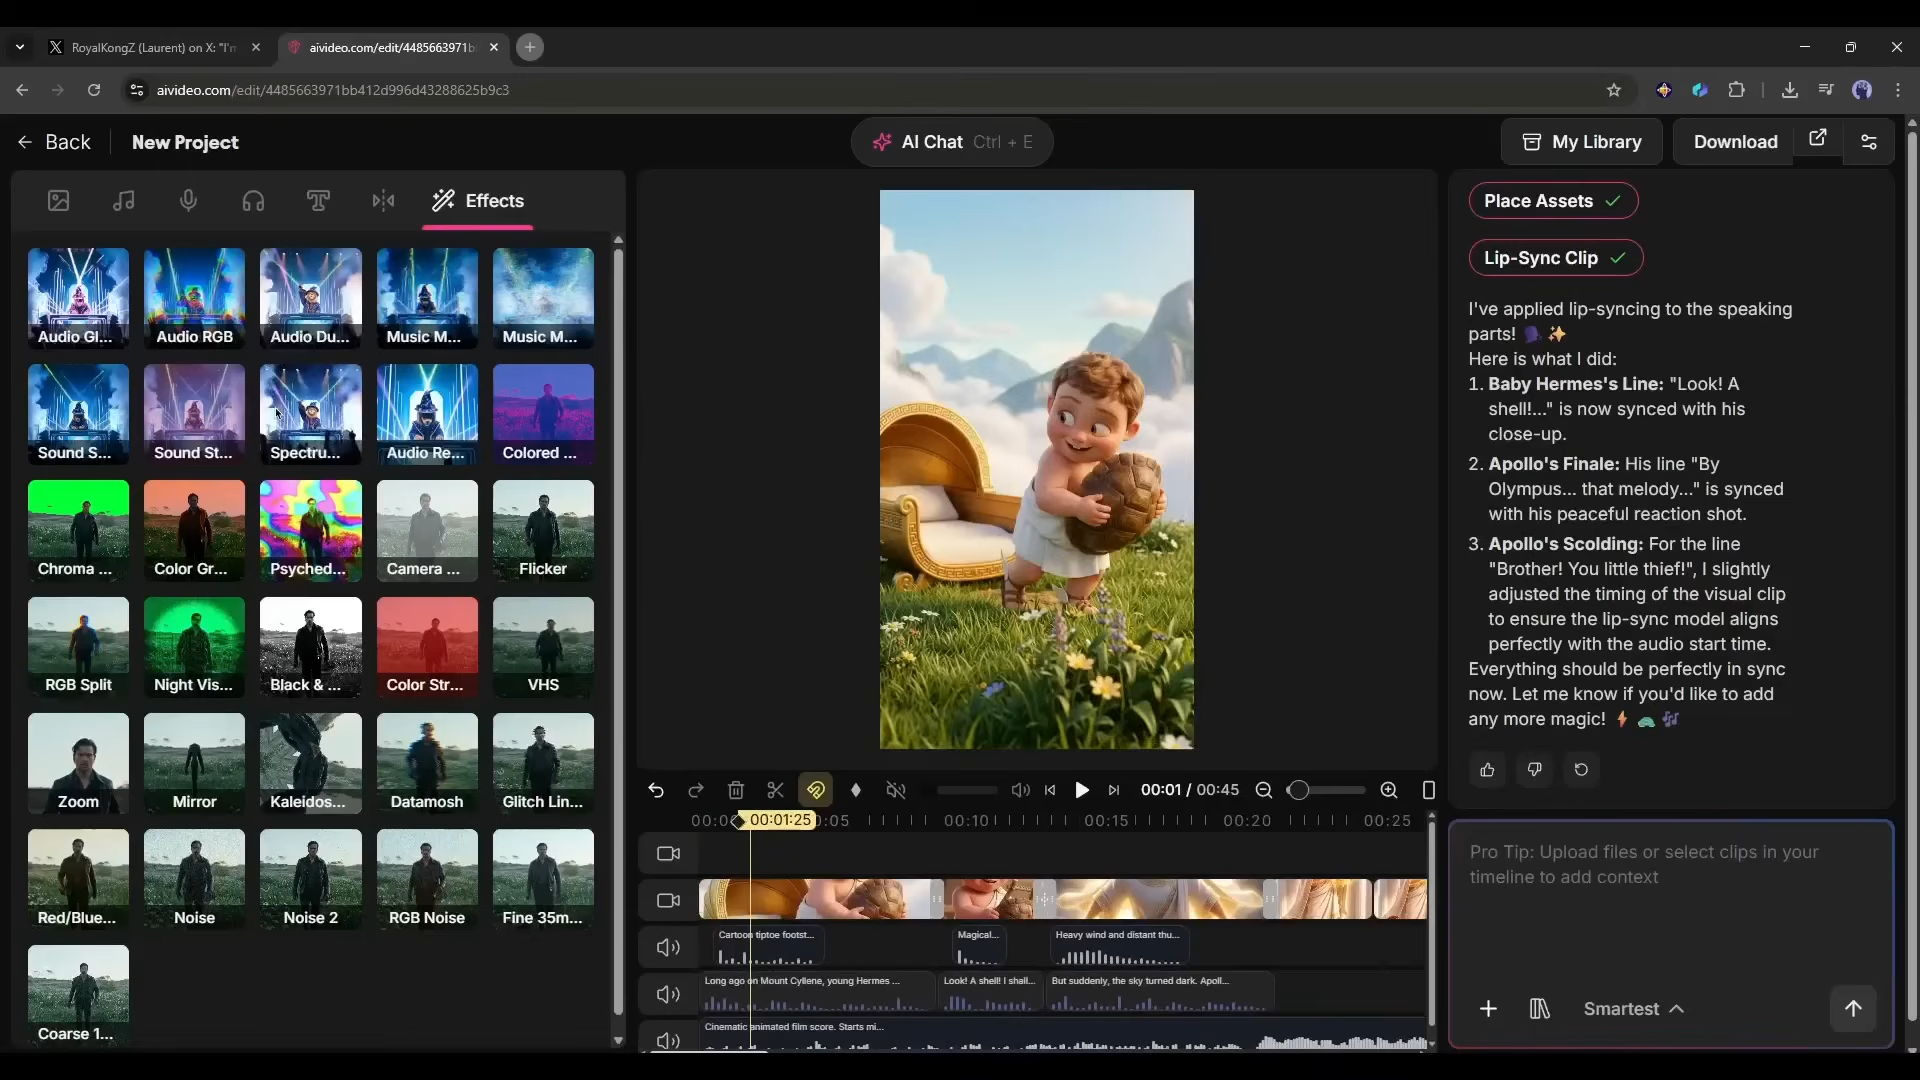 RoyalKongZ (Laurent) on X: "I'm
aivideo.com/edit/4485663971b
aivideo.com/edit/4485663971bb412d996d43288625b9c3
Back
New Project
AI Chat Ctrl + E
My Library
Download
Effects
Audio Gl...
Audio RGB
Audio Du...
Music M...
Music M...
Sound S...
Sound St...
Spectru...
Audio Re...
Colored ...
Chroma ...
Color Gr...
Psyched...
Camera ...
Flicker
RGB Split
Night Vis...
Black & ...
Color Str...
VHS
Zoom
Mirror
Kaleidos...
Datamosh
Glitch Lin...
Red/Blue...
Noise
Noise 2
RGB Noise
Fine 35m...
Coarse 1...
00:01 / 00:45
00:01:25
00:10
00:15
00:20
00:25
Cartoon tiptoe footst...
Magical...
Heavy wind and distant thu...
Long ago on Mount Cyllene, young Hermes ...
Look! A shell! I shall...
But suddenly, the sky turned dark. Apoll...
Cinematic animated film score. Starts mi...
Place Assets
Lip-Sync Clip
I've applied lip-syncing to the speaking
parts! 🗣️ ✨
Here is what I did:
1. Baby Hermes's Line: "Look! A
shell!..." is now synced with his
close-up.
2. Apollo's Finale: His line "By
Olympus... that melody..." is synced
with his peaceful reaction shot.
3. Apollo's Scolding: For the line
"Brother! You little thief!", I slightly
adjusted the timing of the visual clip
to ensure the lip-sync model aligns
perfectly with the audio start time.
Everything should be perfectly in sync
now. Let me know if you'd like to add
any more magic! ⚡ 🐢 🎶
Pro Tip: Upload files or select clips in your
timeline to add context
Smartest